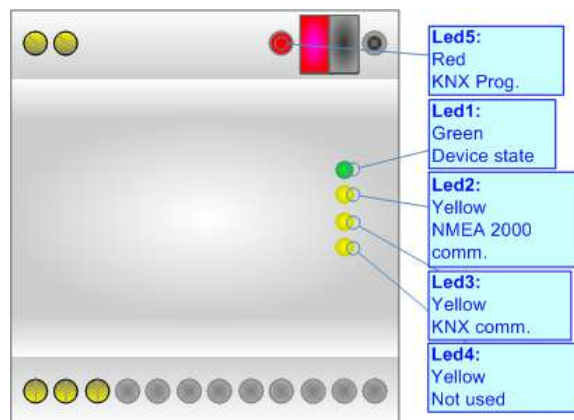 Led5:
Red
KNX Prog.
Led1:
Green
Device state
Led2:
Yellow
NMEA 2000
comm.
Led3:
Yellow
KNX comm.
Led4:
Yellow
Not used